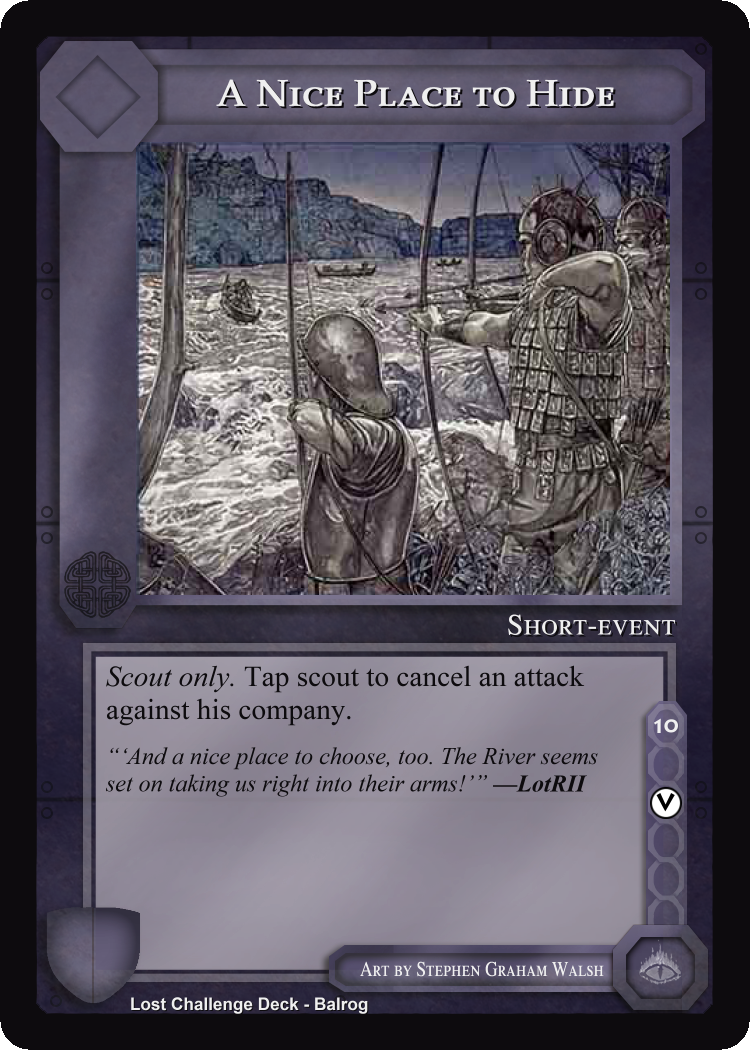 A Nice Place to Hide
Short-event
Scout only. Tap scout to cancel an attack
against his company.
“‘And a nice place to choose, too. The River seems
set on taking us right into their arms!’” —LotRII
10
V
Art by Stephen Graham Walsh
Lost Challenge Deck - Balrog